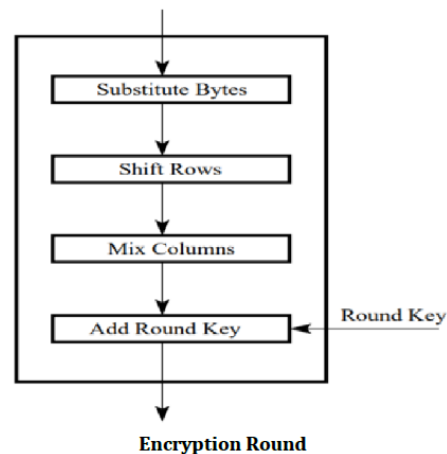 Substitute Bytes
Shift Rows
Mix Columns
Round Key
Add Round Key
Encryption Round